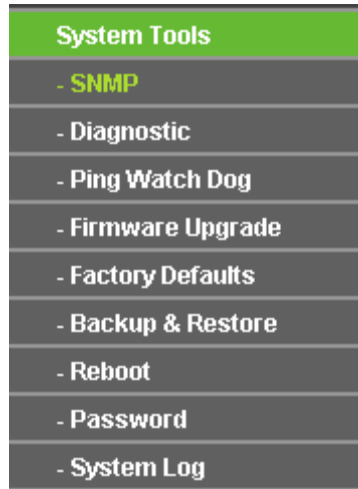 System Tools
- SNMP
- Diagnostic
- Ping Watch Dog
- Firmware Upgrade
- Factory Defaults
- Backup & Restore
- Reboot
- Password
- System Log